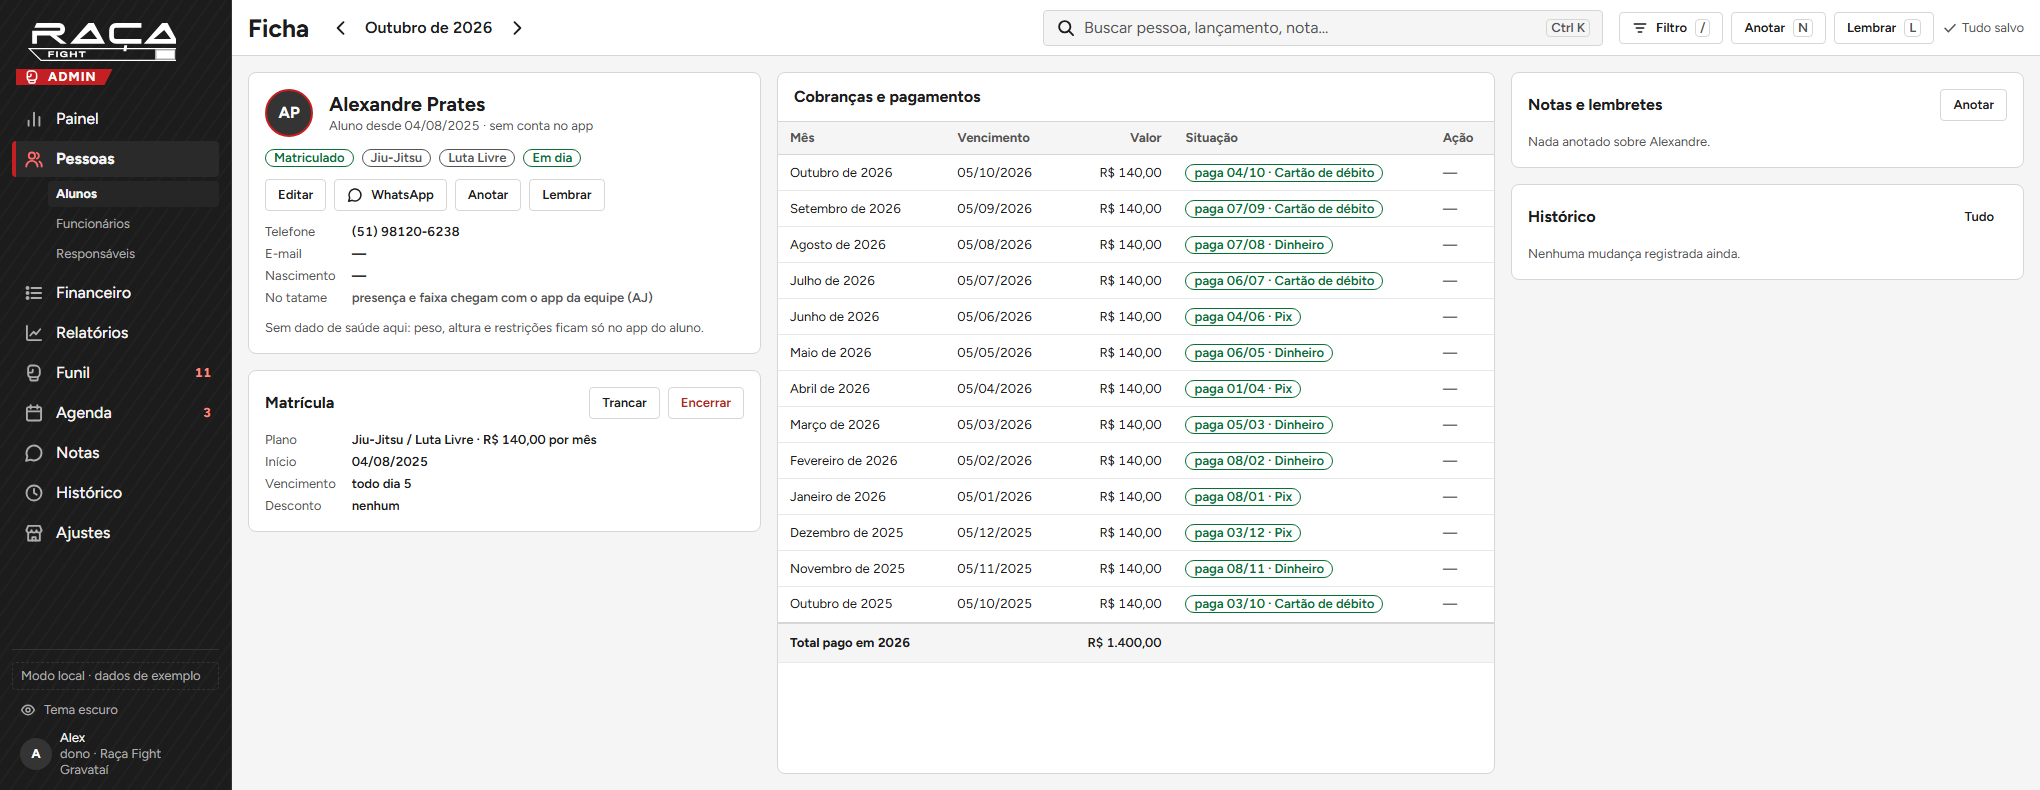 RAÇA
FIGHT
ADMIN
Painel
Pessoas
Alunos
Funcionários
Responsáveis
Financeiro
Relatórios
Funil 11
Agenda 3
Notas
Histórico
Ajustes
Modo local · dados de exemplo
Tema escuro
A
Alex
dono · Raça Fight
Gravataí
Ficha
Outubro de 2026
Buscar pessoa, lançamento, nota... Ctrl K
Filtro /
Anotar N
Lembrar L
Tudo salvo
AP
Alexandre Prates
Aluno desde 04/08/2025 · sem conta no app
Matriculado Jiu-Jitsu Luta Livre Em dia
Editar WhatsApp Anotar Lembrar
Telefone (51) 98120-6238
E-mail —
Nascimento —
No tatame presença e faixa chegam com o app da equipe (AJ)
Sem dado de saúde aqui: peso, altura e restrições ficam só no app do aluno.
Matrícula Trancar Encerrar
Plano Jiu-Jitsu / Luta Livre · R$ 140,00 por mês
Início 04/08/2025
Vencimento todo dia 5
Desconto nenhum
Cobranças e pagamentos
Mês Vencimento Valor Situação Ação
Outubro de 2026 05/10/2026 R$ 140,00 paga 04/10 · Cartão de débito —
Setembro de 2026 05/09/2026 R$ 140,00 paga 07/09 · Cartão de débito —
Agosto de 2026 05/08/2026 R$ 140,00 paga 07/08 · Dinheiro —
Julho de 2026 05/07/2026 R$ 140,00 paga 06/07 · Cartão de débito —
Junho de 2026 05/06/2026 R$ 140,00 paga 04/06 · Pix —
Maio de 2026 05/05/2026 R$ 140,00 paga 06/05 · Dinheiro —
Abril de 2026 05/04/2026 R$ 140,00 paga 01/04 · Pix —
Março de 2026 05/03/2026 R$ 140,00 paga 05/03 · Dinheiro —
Fevereiro de 2026 05/02/2026 R$ 140,00 paga 08/02 · Dinheiro —
Janeiro de 2026 05/01/2026 R$ 140,00 paga 08/01 · Pix —
Dezembro de 2025 05/12/2025 R$ 140,00 paga 03/12 · Pix —
Novembro de 2025 05/11/2025 R$ 140,00 paga 08/11 · Dinheiro —
Outubro de 2025 05/10/2025 R$ 140,00 paga 03/10 · Cartão de débito —
Total pago em 2026 R$ 1.400,00
Notas e lembretes Anotar
Nada anotado sobre Alexandre.
Histórico Tudo
Nenhuma mudança registrada ainda.